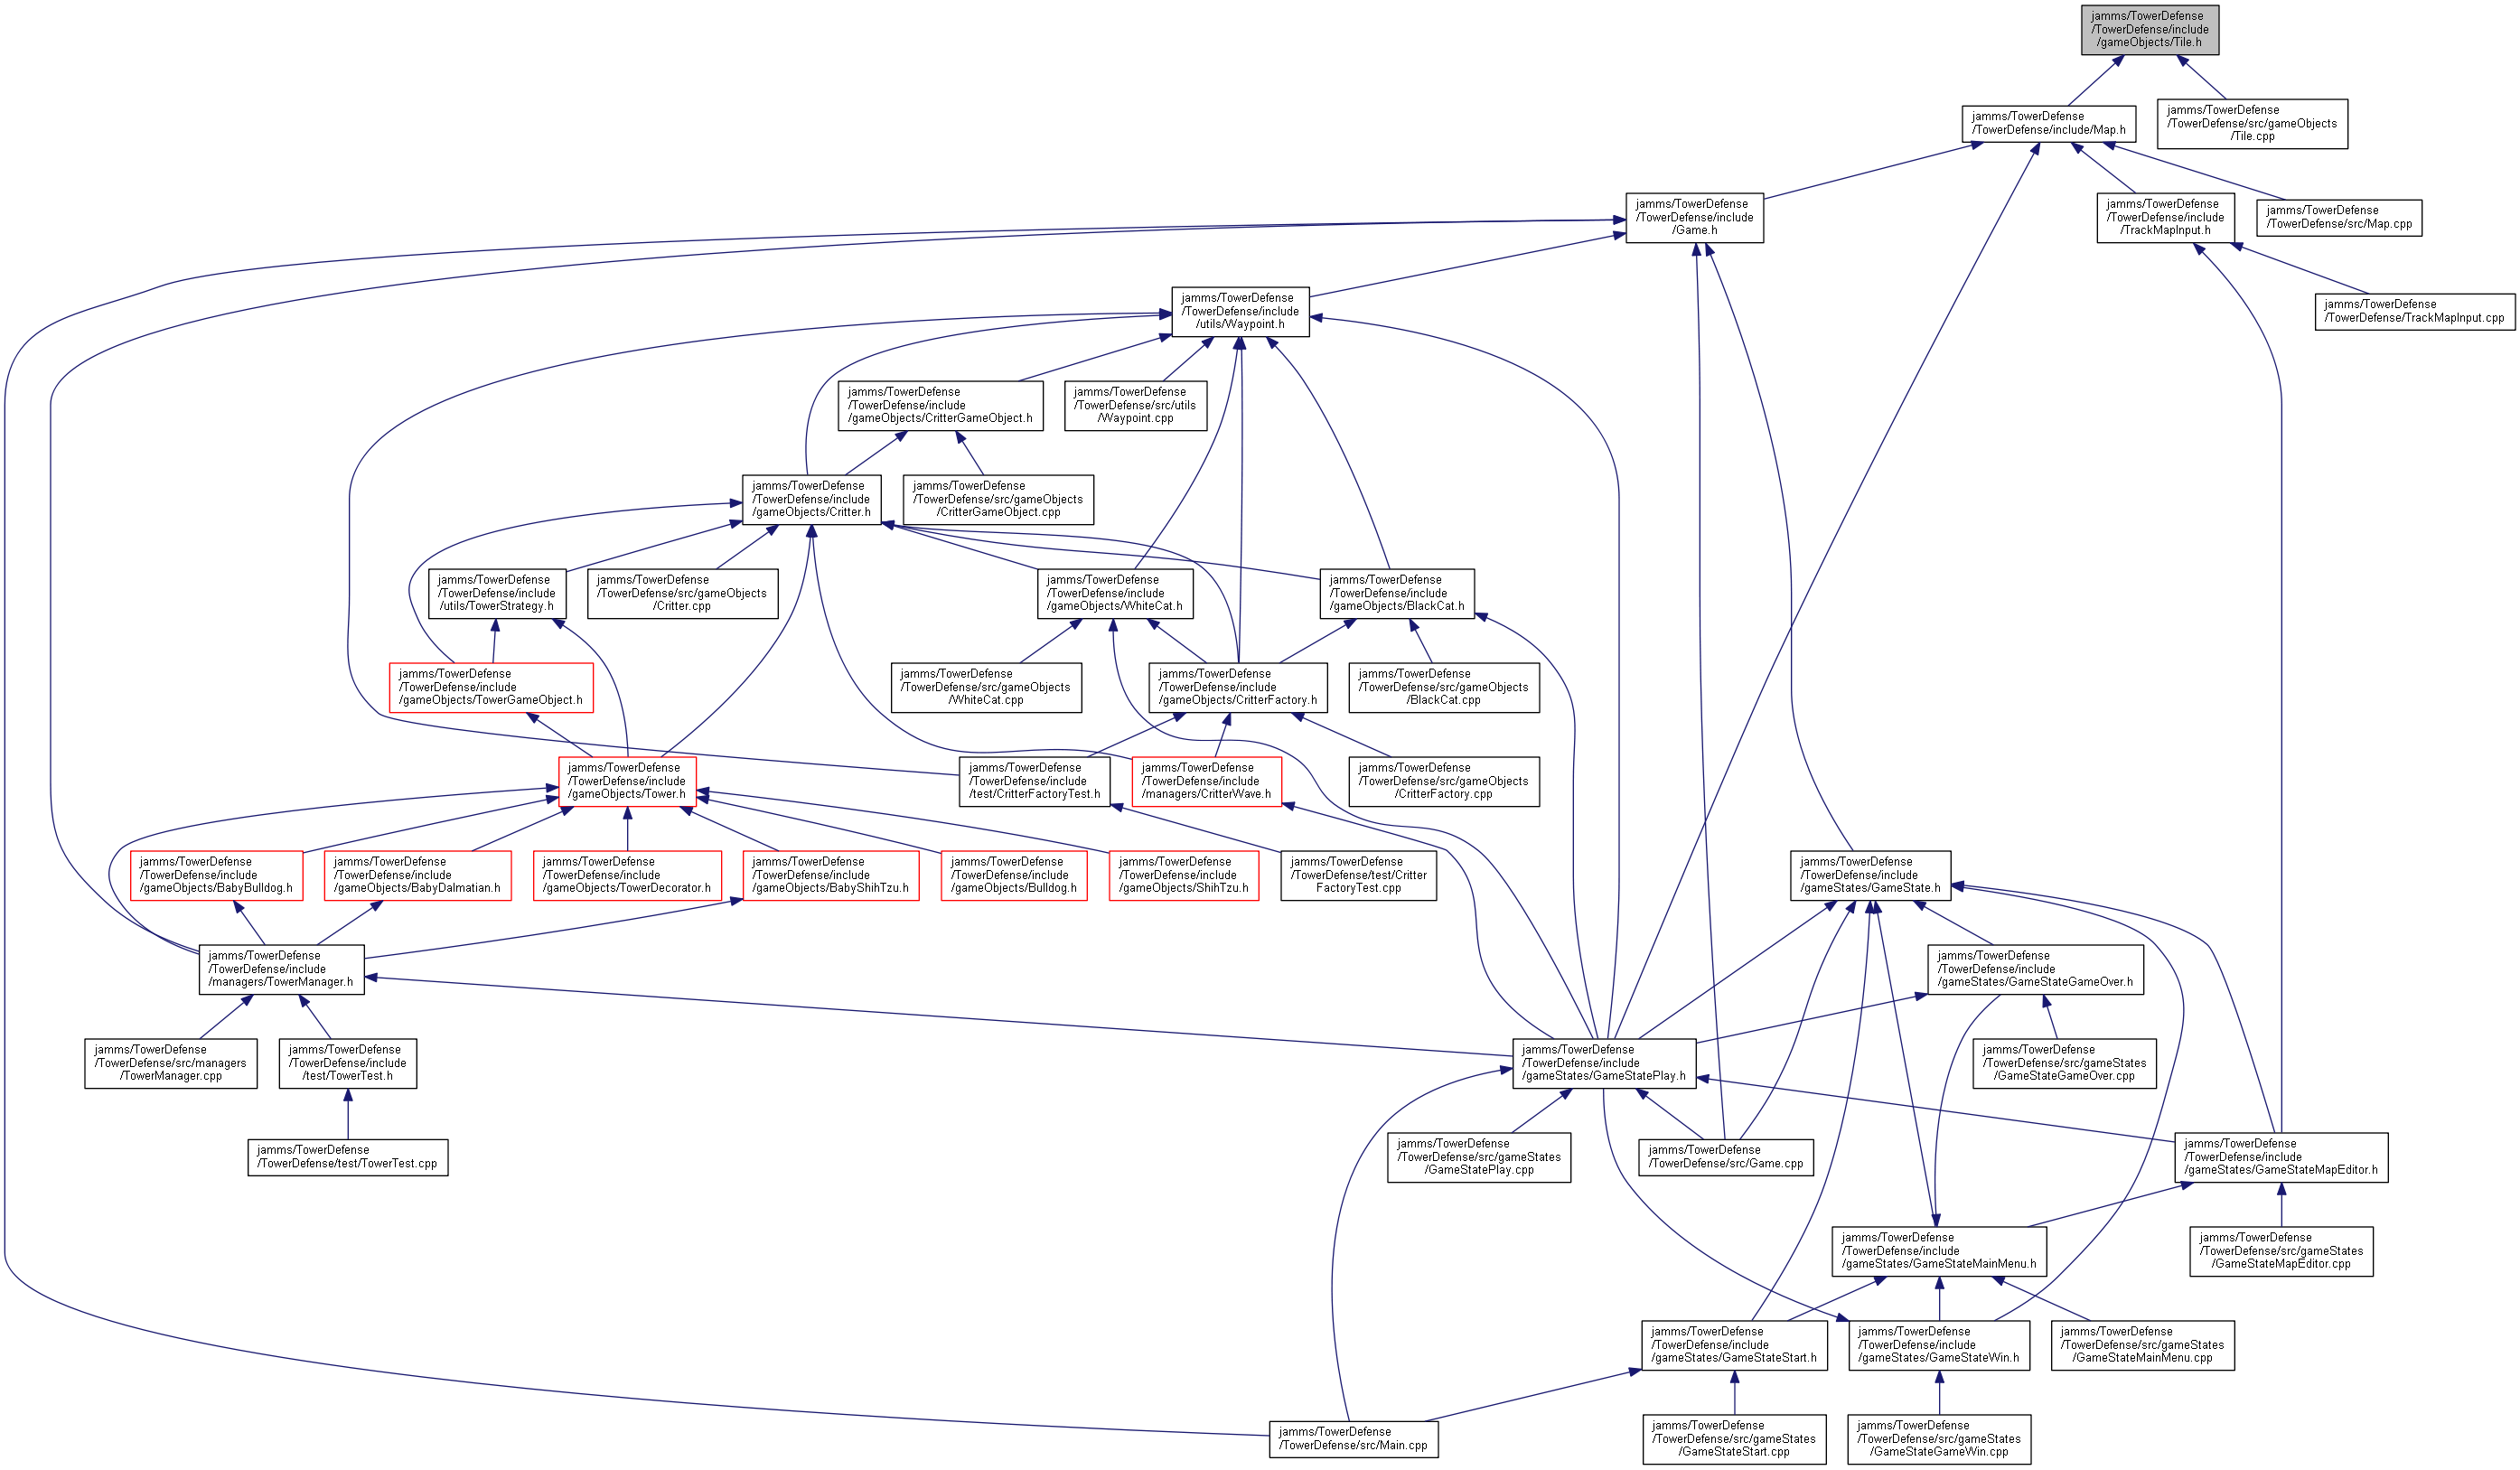 jamms/TowerDefense
/TowerDefense/include
/gameObjects/Tile.h
jamms/TowerDefense
/TowerDefense/include/Map.h
jamms/TowerDefense
/TowerDefense/src/gameObjects
/Tile.cpp
jamms/TowerDefense
/TowerDefense/include
/Game.h
jamms/TowerDefense
/TowerDefense/include
/TrackMapInput.h
jamms/TowerDefense
/TowerDefense/src/Map.cpp
jamms/TowerDefense
/TowerDefense/include
/utils/Waypoint.h
jamms/TowerDefense
/TowerDefense/TrackMapInput.cpp
jamms/TowerDefense
/TowerDefense/include
/gameObjects/CritterGameObject.h
jamms/TowerDefense
/TowerDefense/src/utils
/Waypoint.cpp
jamms/TowerDefense
/TowerDefense/include
/gameObjects/Critter.h
jamms/TowerDefense
/TowerDefense/src/gameObjects
/CritterGameObject.cpp
jamms/TowerDefense
/TowerDefense/include
/utils/TowerStrategy.h
jamms/TowerDefense
/TowerDefense/src/gameObjects
/Critter.cpp
jamms/TowerDefense
/TowerDefense/include
/gameObjects/WhiteCat.h
jamms/TowerDefense
/TowerDefense/include
/gameObjects/BlackCat.h
jamms/TowerDefense
/TowerDefense/include
/gameObjects/TowerGameObject.h
jamms/TowerDefense
/TowerDefense/src/gameObjects
/WhiteCat.cpp
jamms/TowerDefense
/TowerDefense/include
/gameObjects/CritterFactory.h
jamms/TowerDefense
/TowerDefense/src/gameObjects
/BlackCat.cpp
jamms/TowerDefense
/TowerDefense/include
/gameObjects/Tower.h
jamms/TowerDefense
/TowerDefense/include
/test/CritterFactoryTest.h
jamms/TowerDefense
/TowerDefense/include
/managers/CritterWave.h
jamms/TowerDefense
/TowerDefense/src/gameObjects
/CritterFactory.cpp
jamms/TowerDefense
/TowerDefense/include
/gameObjects/BabyBulldog.h
jamms/TowerDefense
/TowerDefense/include
/gameObjects/BabyDalmatian.h
jamms/TowerDefense
/TowerDefense/include
/gameObjects/TowerDecorator.h
jamms/TowerDefense
/TowerDefense/include
/gameObjects/BabyShihTzu.h
jamms/TowerDefense
/TowerDefense/include
/gameObjects/Bulldog.h
jamms/TowerDefense
/TowerDefense/include
/gameObjects/ShihTzu.h
jamms/TowerDefense
/TowerDefense/test/Critter
FactoryTest.cpp
jamms/TowerDefense
/TowerDefense/include
/gameStates/GameState.h
jamms/TowerDefense
/TowerDefense/include
/managers/TowerManager.h
jamms/TowerDefense
/TowerDefense/include
/gameStates/GameStateGameOver.h
jamms/TowerDefense
/TowerDefense/src/managers
/TowerManager.cpp
jamms/TowerDefense
/TowerDefense/include
/test/TowerTest.h
jamms/TowerDefense
/TowerDefense/include
/gameStates/GameStatePlay.h
jamms/TowerDefense
/TowerDefense/src/gameStates
/GameStateGameOver.cpp
jamms/TowerDefense
/TowerDefense/test/TowerTest.cpp
jamms/TowerDefense
/TowerDefense/src/gameStates
/GameStatePlay.cpp
jamms/TowerDefense
/TowerDefense/src/Game.cpp
jamms/TowerDefense
/TowerDefense/include
/gameStates/GameStateMapEditor.h
jamms/TowerDefense
/TowerDefense/include
/gameStates/GameStateMainMenu.h
jamms/TowerDefense
/TowerDefense/src/gameStates
/GameStateMapEditor.cpp
jamms/TowerDefense
/TowerDefense/include
/gameStates/GameStateStart.h
jamms/TowerDefense
/TowerDefense/include
/gameStates/GameStateWin.h
jamms/TowerDefense
/TowerDefense/src/gameStates
/GameStateMainMenu.cpp
jamms/TowerDefense
/TowerDefense/src/Main.cpp
jamms/TowerDefense
/TowerDefense/src/gameStates
/GameStateStart.cpp
jamms/TowerDefense
/TowerDefense/src/gameStates
/GameStateGameWin.cpp